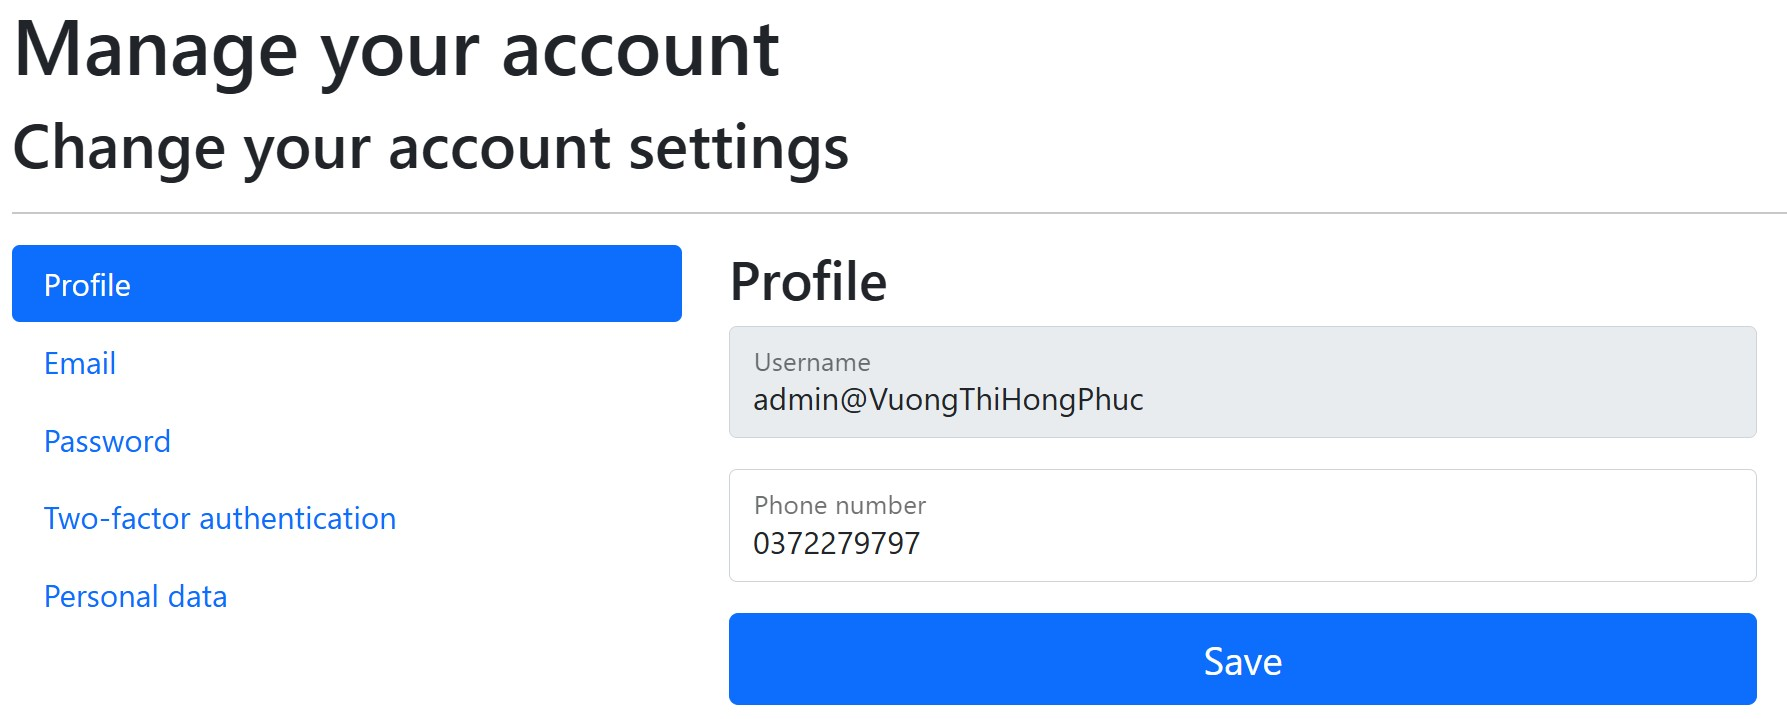 Manage your account
Change your account settings
Profile
Email
Password
Two-factor authentication
Personal data
Profile
Username
admin@VuongThiHongPhuc
Phone number
0372279797
Save